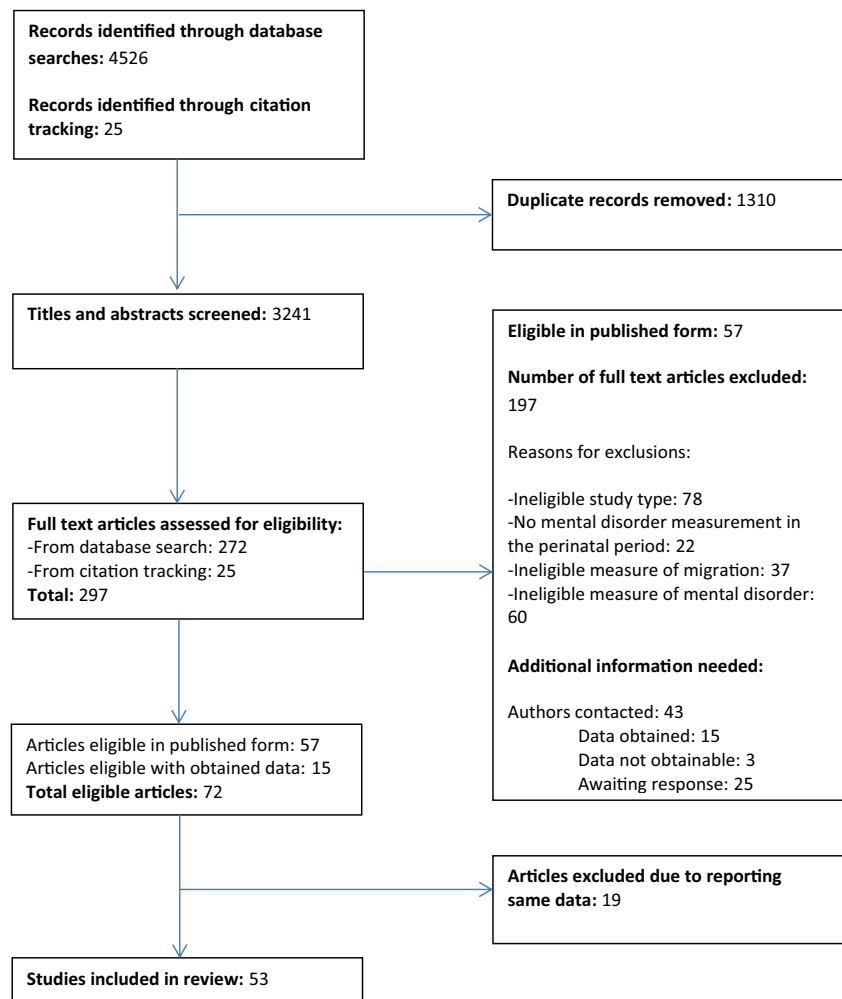 Records identified through database
searches: 4526
Records identified through citation
tracking: 25
Duplicate records removed: 1310
Titles and abstracts screened: 3241
Eligible in published form: 57
Number of full text articles excluded:
197
Reasons for exclusions:
-Ineligible study type: 78
-No mental disorder measurement in
the perinatal period: 22
-Ineligible measure of migration: 37
-Ineligible measure of mental disorder:
60
Additional information needed:
Authors contacted: 43
Data obtained: 15
Data not obtainable: 3
Awaiting response: 25
Full text articles assessed for eligibility:
-From database search: 272
-From citation tracking: 25
Total: 297
Articles eligible in published form: 57
Articles eligible with obtained data: 15
Total eligible articles: 72
Articles excluded due to reporting
same data: 19
Studies included in review: 53